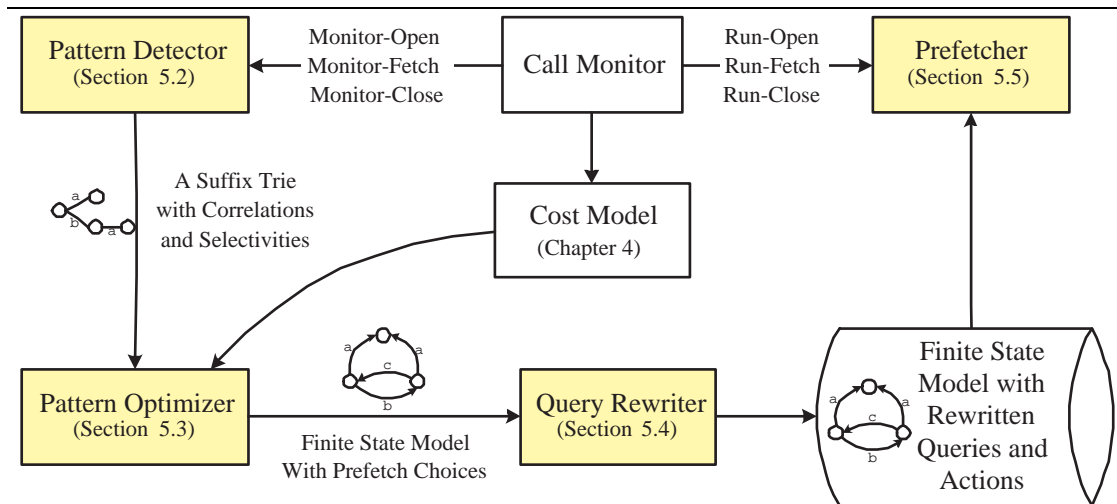 Pattern Detector
(Section 5.2)
Monitor-Open
Monitor-Fetch
Monitor-Close
Call Monitor
Run-Open
Run-Fetch
Run-Close
Prefetcher
(Section 5.5)
a
b
a
A Suffix Trie
with Correlations
and Selectivities
Cost Model
(Chapter 4)
Pattern Optimizer
(Section 5.3)
a
a
c
b
Finite State Model
With Prefetch Choices
Query Rewriter
(Section 5.4)
a
a
c
b
Finite State
Model with
Rewritten
Queries and
Actions